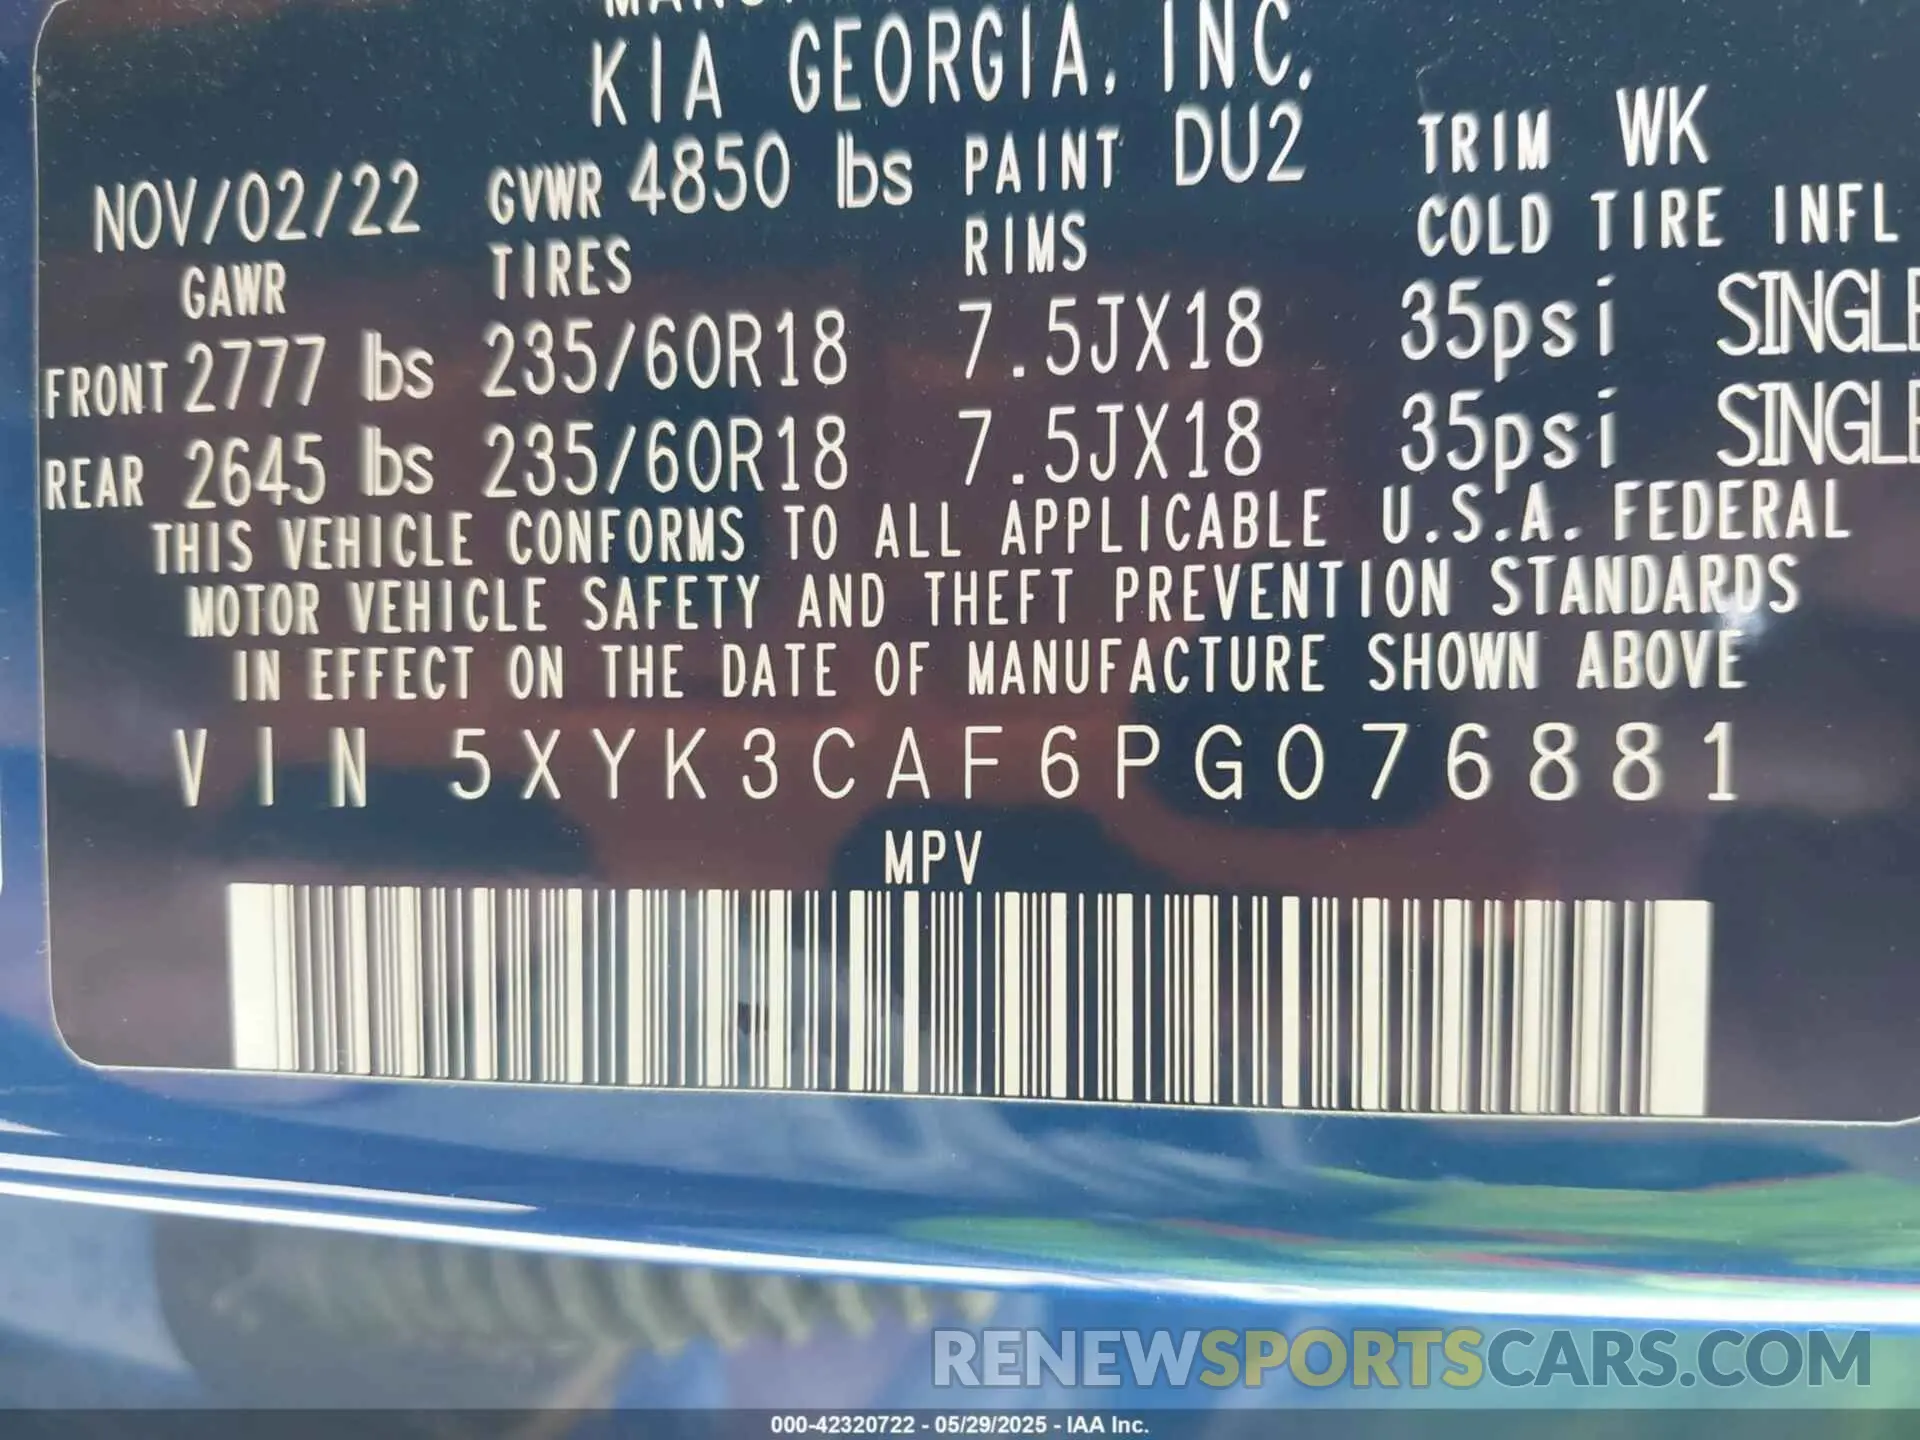 KIA GEORGIA, INC.
NOV/02/22 GVWR 4850 lbs PAINT DU2 TRIM WK
GAWR TIRES RIMS COLD TIRE INFL
FRONT 2777 lbs 235/60R18 7.5JX18 35psi SINGLE
REAR 2645 lbs 235/60R18 7.5JX18 35psi SINGLE
THIS VEHICLE CONFORMS TO ALL APPLICABLE U.S.A. FEDERAL
MOTOR VEHICLE SAFETY AND THEFT PREVENTION STANDARDS
IN EFFECT ON THE DATE OF MANUFACTURE SHOWN ABOVE
VIN 5XYK3CAF6PG076881
MPV
RENEWSPORTSCARS.COM
000-42320722 - 05/29/2025 - IAA Inc.